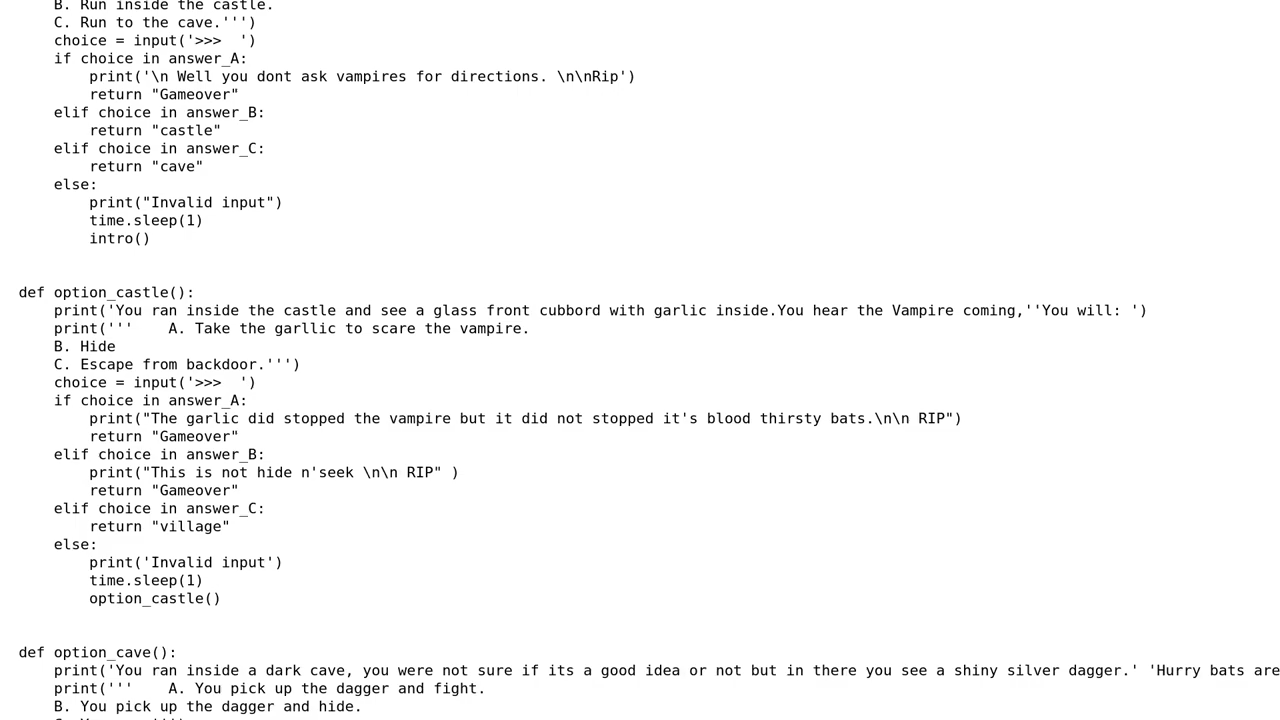 B. Run inside the castle.
C. Run to the cave.''')
choice = input('>>>  ')
if choice in answer_A:
print('\n Well you dont ask vampires for directions. \n\nRip')
return "Gameover"
elif choice in answer_B:
return "castle"
elif choice in answer_C:
return "cave"
else:
print("Invalid input")
time.sleep(1)
intro()
def option_castle():
print('You ran inside the castle and see a glass front cubbord with garlic inside.You hear the Vampire coming,''You will: ')
print('''    A. Take the garllic to scare the vampire.
B. Hide
C. Escape from backdoor.''')
choice = input('>>>  ')
if choice in answer_A:
print("The garlic did stopped the vampire but it did not stopped it's blood thirsty bats.\n\n RIP")
return "Gameover"
elif choice in answer_B:
print("This is not hide n'seek \n\n RIP" )
return "Gameover"
elif choice in answer_C:
return "village"
else:
print('Invalid input')
time.sleep(1)
option_castle()
def option_cave():
print('You ran inside a dark cave, you were not sure if its a good idea or not but in there you see a shiny silver dagger.' 'Hurry bats are
print('''    A. You pick up the dagger and fight.
B. You pick up the dagger and hide.